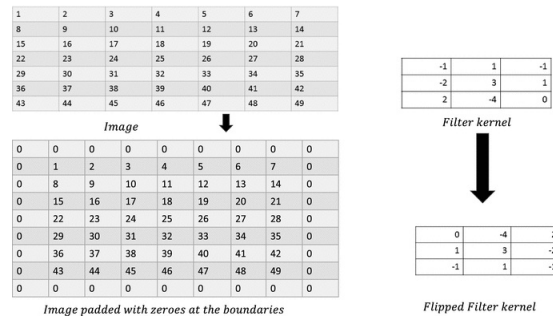 1 2 3 4 5 6 7
8 9 10 11 12 13 14
15 16 17 18 19 20 21
22 23 24 25 26 27 28
29 30 31 32 33 34 35
36 37 38 39 40 41 42
43 44 45 46 47 48 49
Image
0 0 0 0 0 0 0 0 0
0 1 2 3 4 5 6 7 0
0 8 9 10 11 12 13 14 0
0 15 16 17 18 19 20 21 0
0 22 23 24 25 26 27 28 0
0 29 30 31 32 33 34 35 0
0 36 37 38 39 40 41 42 0
0 43 44 45 46 47 48 49 0
0 0 0 0 0 0 0 0 0
Image padded with zeroes at the boundaries
-1 1 -1
-2 3 1
2 -4 0
Filter kernel
0 -4
1 3
-1 1
Flipped Filter kernel